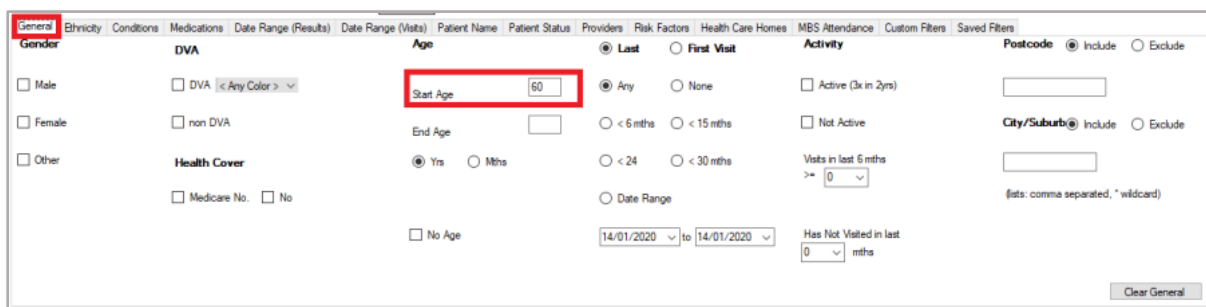 General Ethnicity Conditions Medications Date Range (Results) Date Range (Visits) Patient Name Patient Status Providers Risk Factors Health Care Homes MBS Attendance Custom Filters Saved Filters
Gender DVA Age Last First Visit Activity Postcode Include Exclude
Male DVA < Any Color > Start Age 60 Any None Active (3x in 2yrs)
Female non DVA End Age < 6 mths < 15 mths Not Active City/Suburb Include Exclude
Other Health Cover Yrs Mths < 24 < 30 mths Visits in last 6 mths
>= 0
Medicare No. No Date Range (lists: comma separated, * wildcard)
No Age 14/01/2020 to 14/01/2020 Has Not Visited in last
0 mths
Clear General